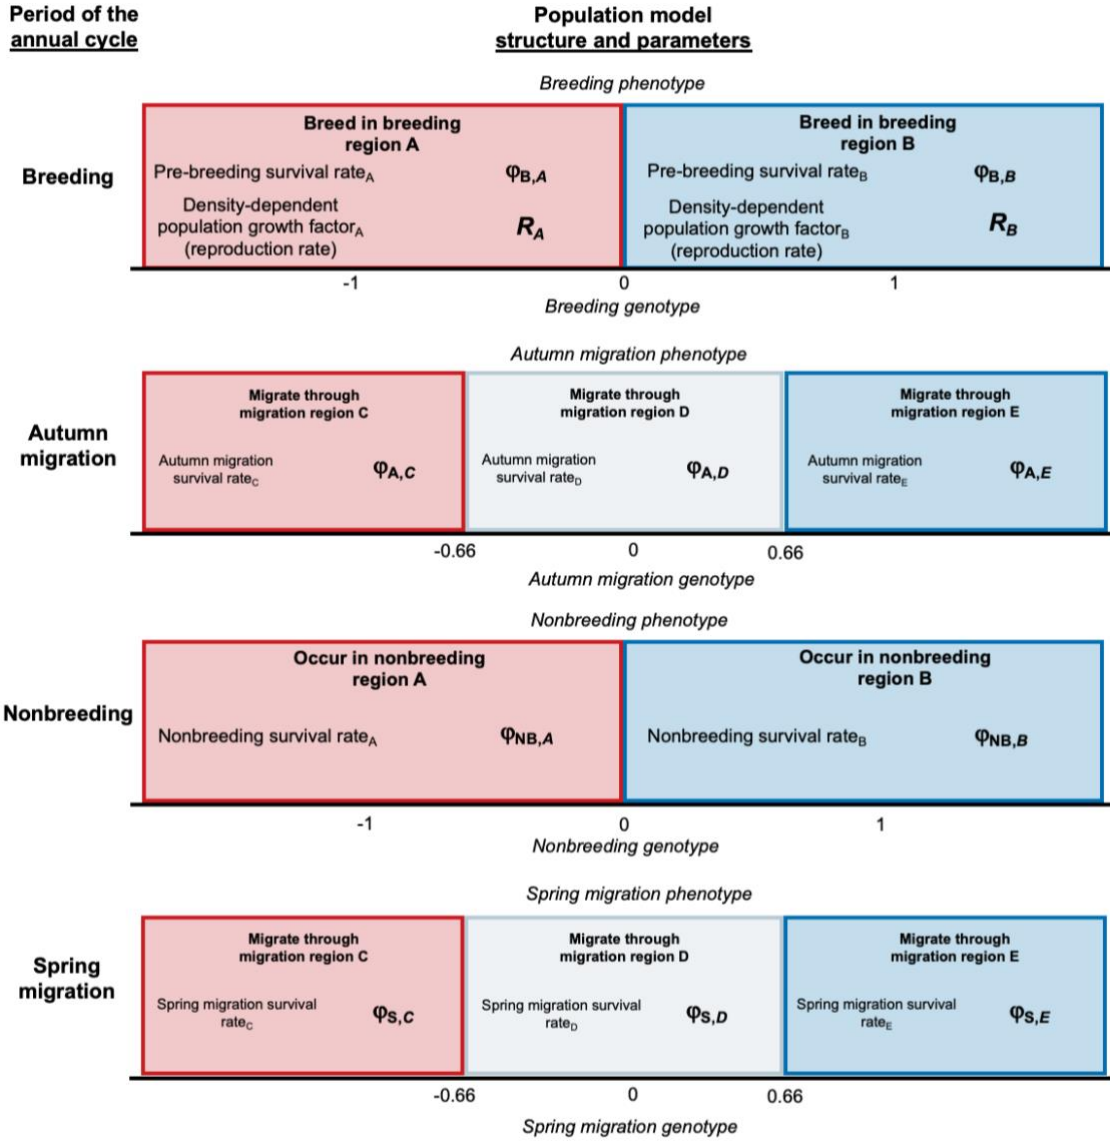 Period of the
annual cycle
Population model
structure and parameters
Breeding phenotype
Breeding
Breed in breeding
region A
Pre-breeding survival rateA
φB,A
Density-dependent
population growth factorA
(reproduction rate)
RA
Breed in breeding
region B
Pre-breeding survival rateB
φB,B
Density-dependent
population growth factorB
(reproduction rate)
RB
-1
0
1
Breeding genotype
Autumn migration phenotype
Autumn
migration
Migrate through
migration region C
Autumn migration
survival rateC
φA,C
Migrate through
migration region D
Autumn migration
survival rateD
φA,D
Migrate through
migration region E
Autumn migration
survival rateE
φA,E
-0.66
0
0.66
Autumn migration genotype
Nonbreeding phenotype
Nonbreeding
Occur in nonbreeding
region A
Nonbreeding survival rateA
φNB,A
Occur in nonbreeding
region B
Nonbreeding survival rateB
φNB,B
-1
0
1
Nonbreeding genotype
Spring migration phenotype
Spring
migration
Migrate through
migration region C
Spring migration survival
rateC
φS,C
Migrate through
migration region D
Spring migration survival
rateD
φS,D
Migrate through
migration region E
Spring migration survival
rateE
φS,E
-0.66
0
0.66
Spring migration genotype